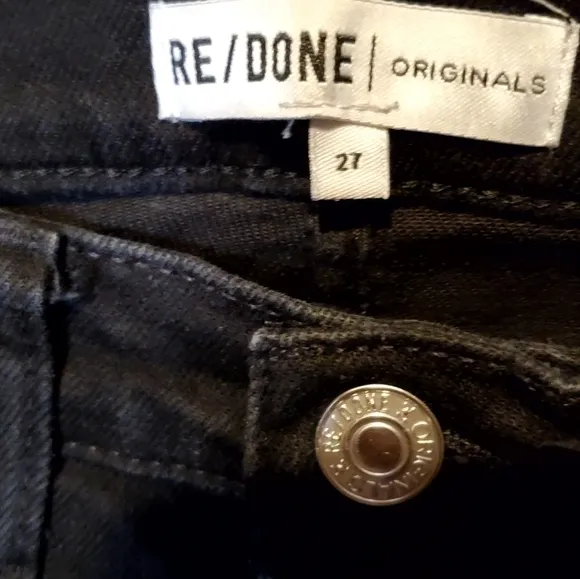 RE/DONE | ORIGINALS
27
RE/DONE & ORIGINALS